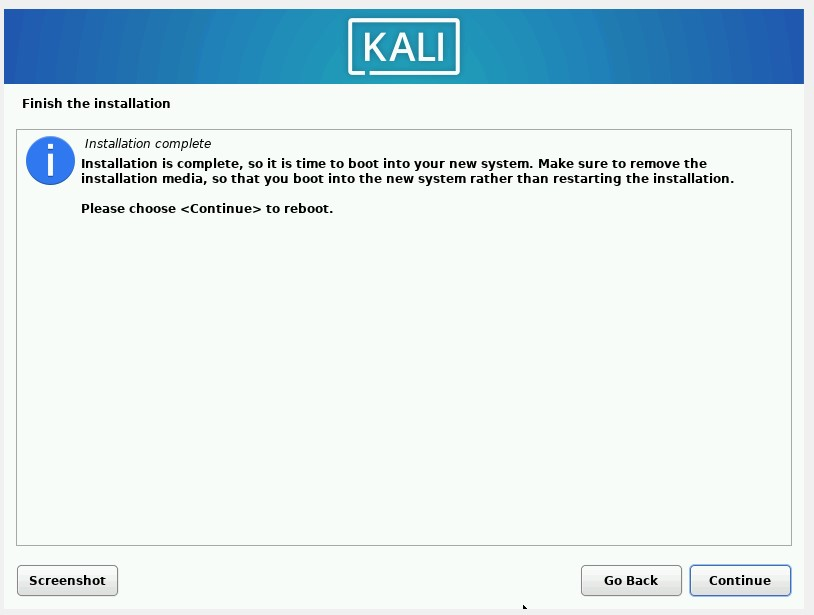 KALI
Finish the installation
Installation complete
Installation is complete, so it is time to boot into your new system. Make sure to remove the
installation media, so that you boot into the new system rather than restarting the installation.
Please choose <Continue> to reboot.
Screenshot
Go Back
Continue